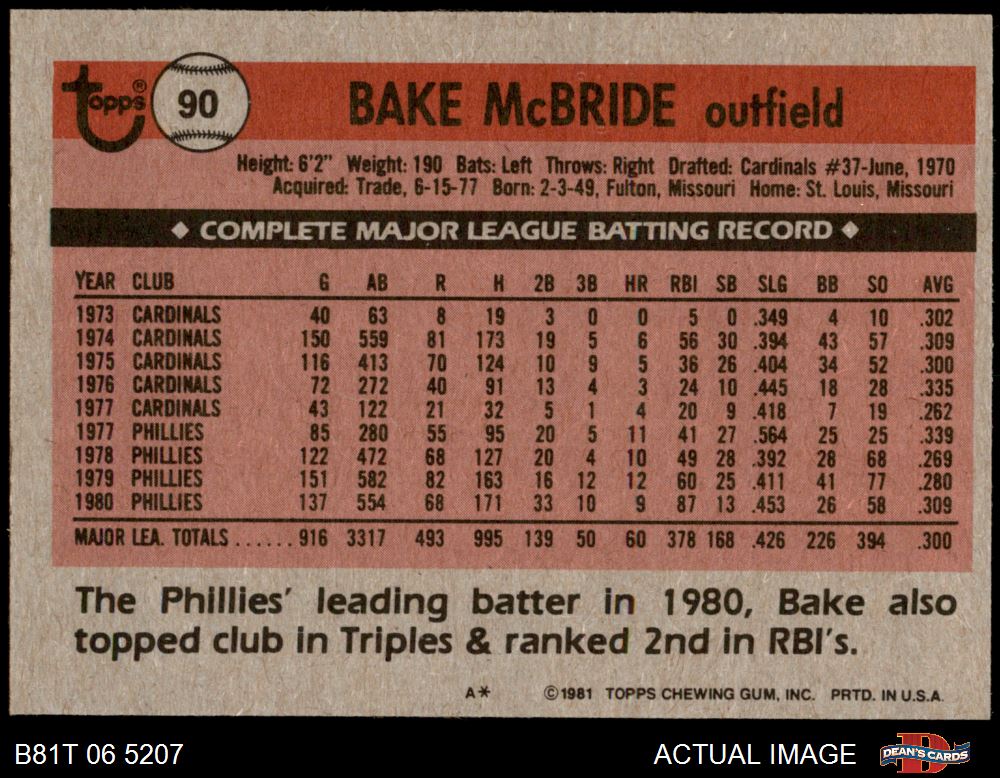 Topps® 90 BAKE McBRIDE outfield
Height: 6'2" Weight: 190 Bats: Left Throws: Right Drafted: Cardinals #37-June, 1970
Acquired: Trade, 6-15-77 Born: 2-3-49, Fulton, Missouri Home: St. Louis, Missouri
◆ COMPLETE MAJOR LEAGUE BATTING RECORD ◆
YEAR CLUB G AB R H 2B 3B HR RBI SB SLG BB SO AVG
1973 CARDINALS 40 63 8 19 3 0 0 5 0 .349 4 10 .302
1974 CARDINALS 150 559 81 173 19 5 6 56 30 .394 43 57 .309
1975 CARDINALS 116 413 70 124 10 9 5 36 26 .404 34 52 .300
1976 CARDINALS 72 272 40 91 13 4 3 24 10 .445 18 28 .335
1977 CARDINALS 43 122 21 32 5 1 4 20 9 .418 7 19 .262
1977 PHILLIES 85 280 55 95 20 5 11 41 27 .564 25 25 .339
1978 PHILLIES 122 472 68 127 20 4 10 49 28 .392 28 68 .269
1979 PHILLIES 151 582 82 163 16 12 12 60 25 .411 41 77 .280
1980 PHILLIES 137 554 68 171 33 10 9 87 13 .453 26 58 .309
MAJOR LEA. TOTALS ...... 916 3317 493 995 139 50 60 378 168 .426 226 394 .300
The Phillies' leading batter in 1980, Bake also
topped club in Triples & ranked 2nd in RBI's.
A* ©1981 TOPPS CHEWING GUM, INC. PRTD. IN U.S.A.
B81T 06 5207 ACTUAL IMAGE DEAN'S CARDS